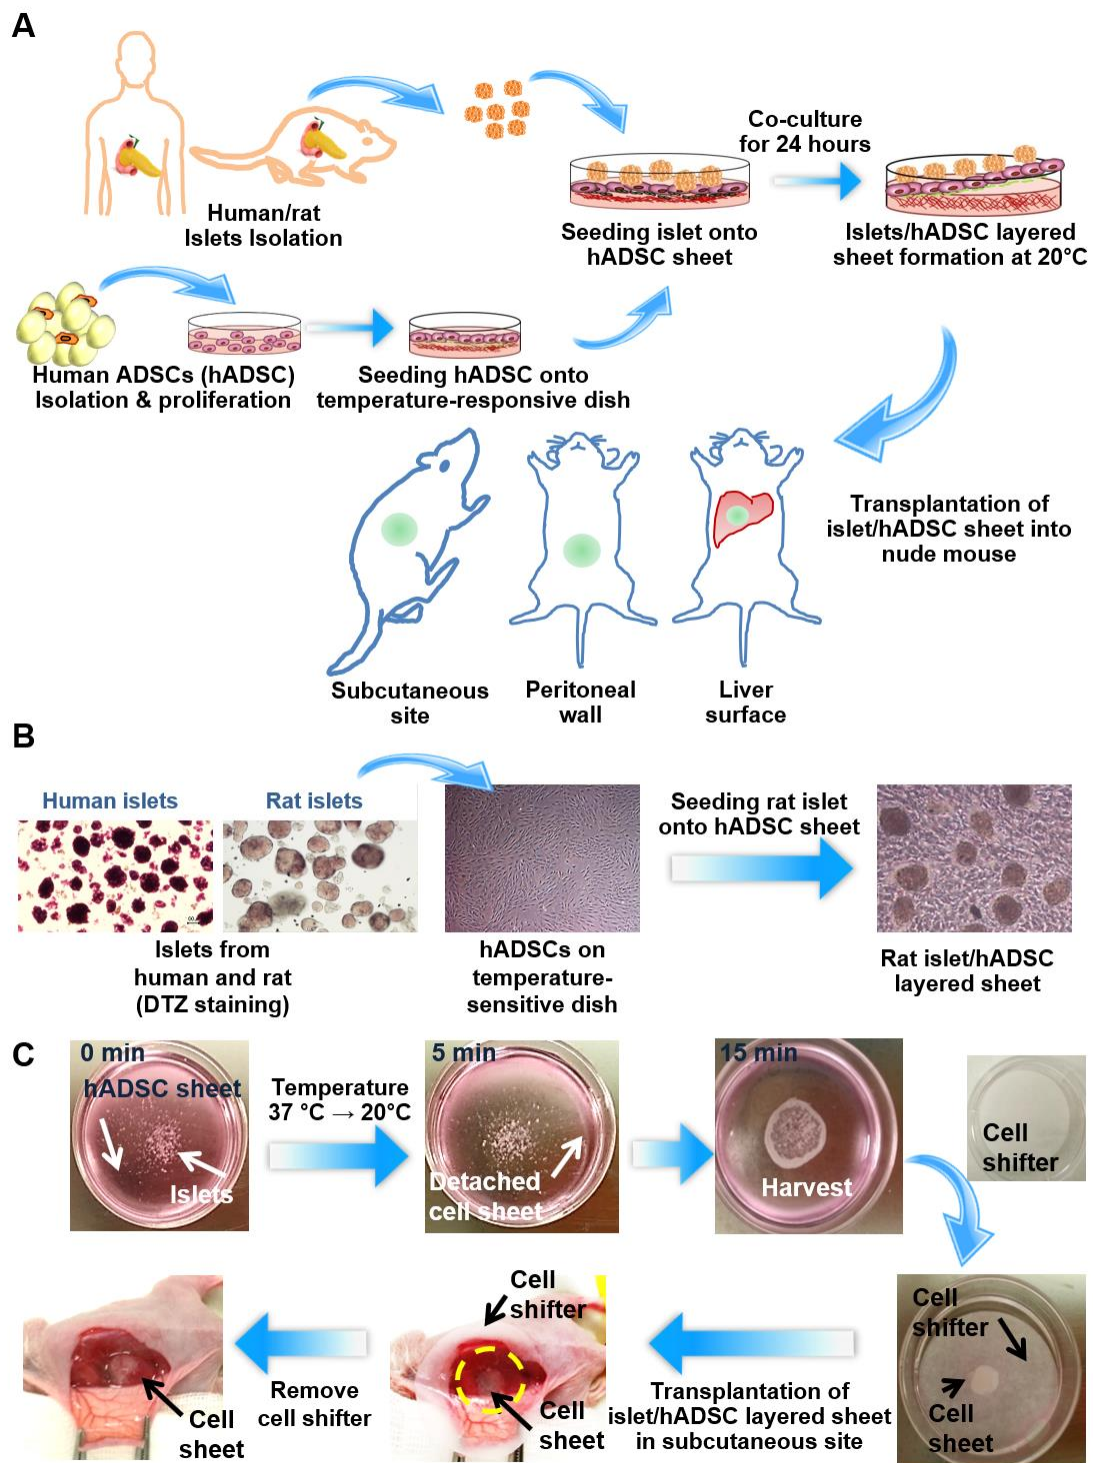 A
Human/rat
Islets Isolation
Co-culture
for 24 hours
Seeding islet onto
hADSC sheet
Islets/hADSC layered
sheet formation at 20°C
Human ADSCs (hADSC)
Isolation & proliferation
Seeding hADSC onto
temperature-responsive dish
Transplantation of
islet/hADSC sheet into
nude mouse
Subcutaneous
site
Peritoneal
wall
Liver
surface
B
Human islets
Rat islets
Islets from
human and rat
(DTZ staining)
hADSCs on
temperature-
sensitive dish
Seeding rat islet
onto hADSC sheet
Rat islet/hADSC
layered sheet
C
0 min
hADSC sheet
Islets
Temperature
37 °C → 20°C
5 min
Detached
cell sheet
15 min
Harvest
Cell
shifter
Cell
shifter
Cell
sheet
Transplantation of
islet/hADSC layered sheet
in subcutaneous site
Cell
shifter
Cell
sheet
Remove
cell shifter
Cell
sheet